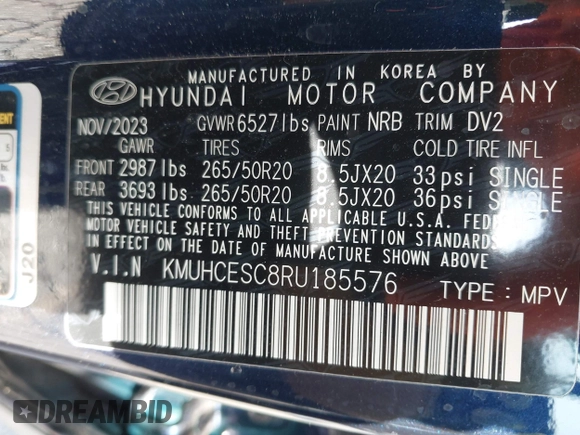 MANUFACTURED IN KOREA BY
HYUNDAI MOTOR COMPANY
NOV/2023 GVWR 6527lbs PAINT NRB TRIM DV2
GAWR TIRES RIMS COLD TIRE INFL
FRONT 2987lbs 265/50R20 8.5JX20 33psi SINGLE
REAR 3693lbs 265/50R20 8.5JX20 36psi SINGLE
THIS VEHICLE CONFORMS TO ALL APPLICABLE U.S.A. FEDE
MOTOR VEHICLE SAFETY AND THEFT PREVENTION STANDARDS
IN EFFECT ON THE DATE OF MANUFACTURE SHOWN ABOVE.
V.I.N KMUHCESC8RU185576 TYPE : MPV
J20
DREAMBID